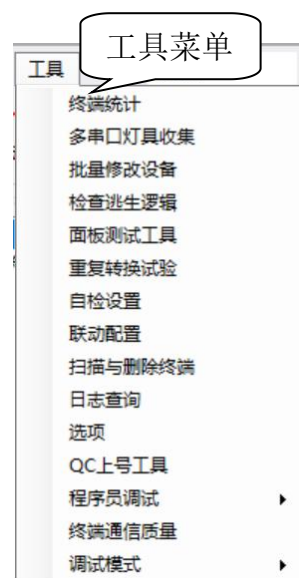 工具菜单
工具
终端统计
多串口灯具收集
批量修改设备
检查逃生逻辑
面板测试工具
重复转换试验
自检设置
联动配置
扫描与删除终端
日志查询
选项
QC上号工具
程序员调试
终端通信质量
调试模式